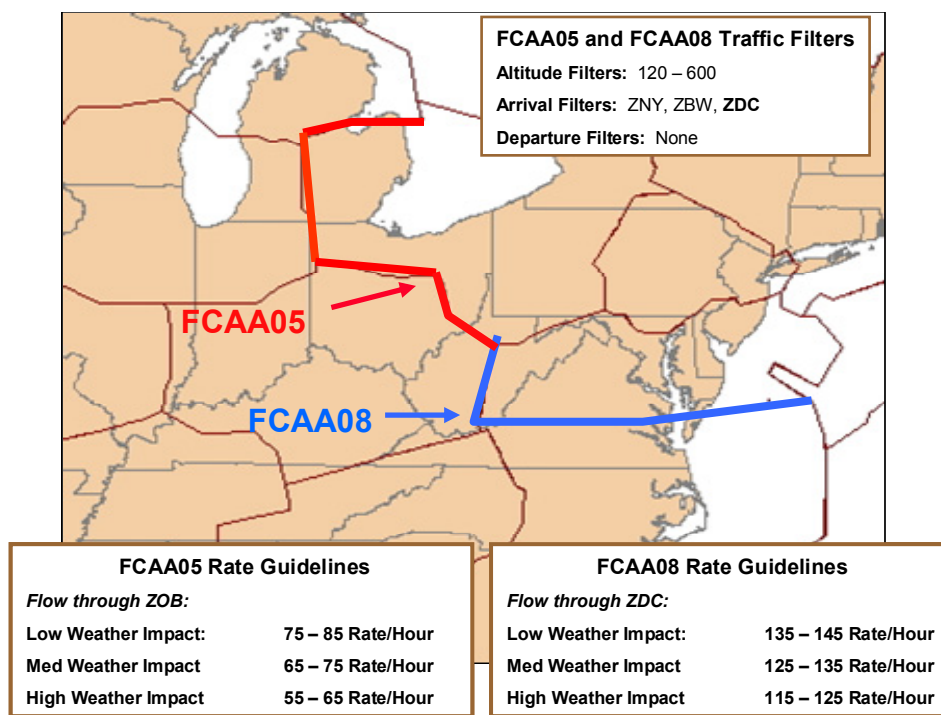 FCAA05 and FCAA08 Traffic Filters
Altitude Filters: 120 – 600
Arrival Filters: ZNY, ZBW, ZDC
Departure Filters: None
FCAA05
FCAA08
FCAA05 Rate Guidelines
Flow through ZOB:
Low Weather Impact: 75 – 85 Rate/Hour
Med Weather Impact 65 – 75 Rate/Hour
High Weather Impact 55 – 65 Rate/Hour
FCAA08 Rate Guidelines
Flow through ZDC:
Low Weather Impact: 135 – 145 Rate/Hour
Med Weather Impact 125 – 135 Rate/Hour
High Weather Impact 115 – 125 Rate/Hour